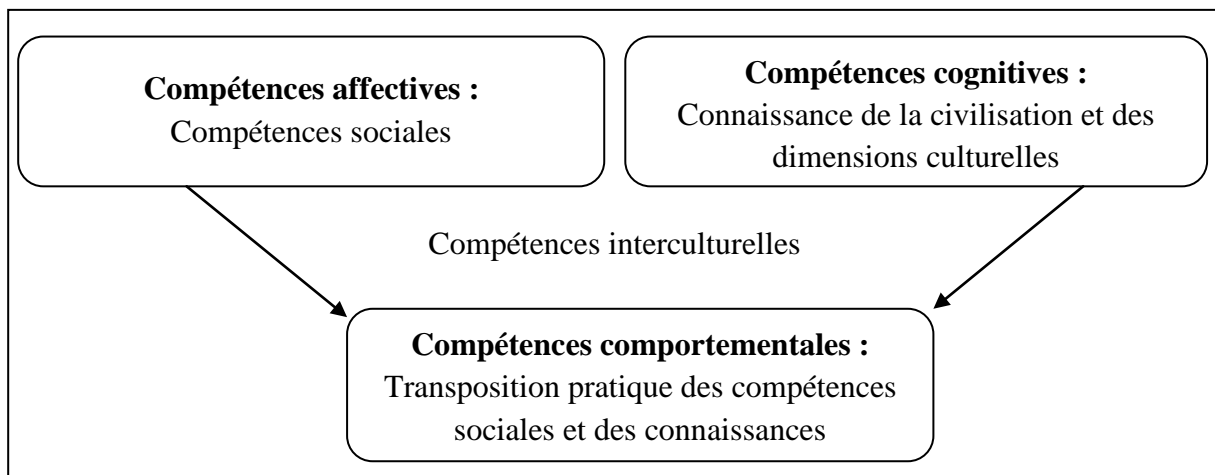 Compétences affectives :
Compétences sociales
Compétences cognitives :
Connaissance de la civilisation et des
dimensions culturelles
Compétences interculturelles
Compétences comportementales :
Transposition pratique des compétences
sociales et des connaissances